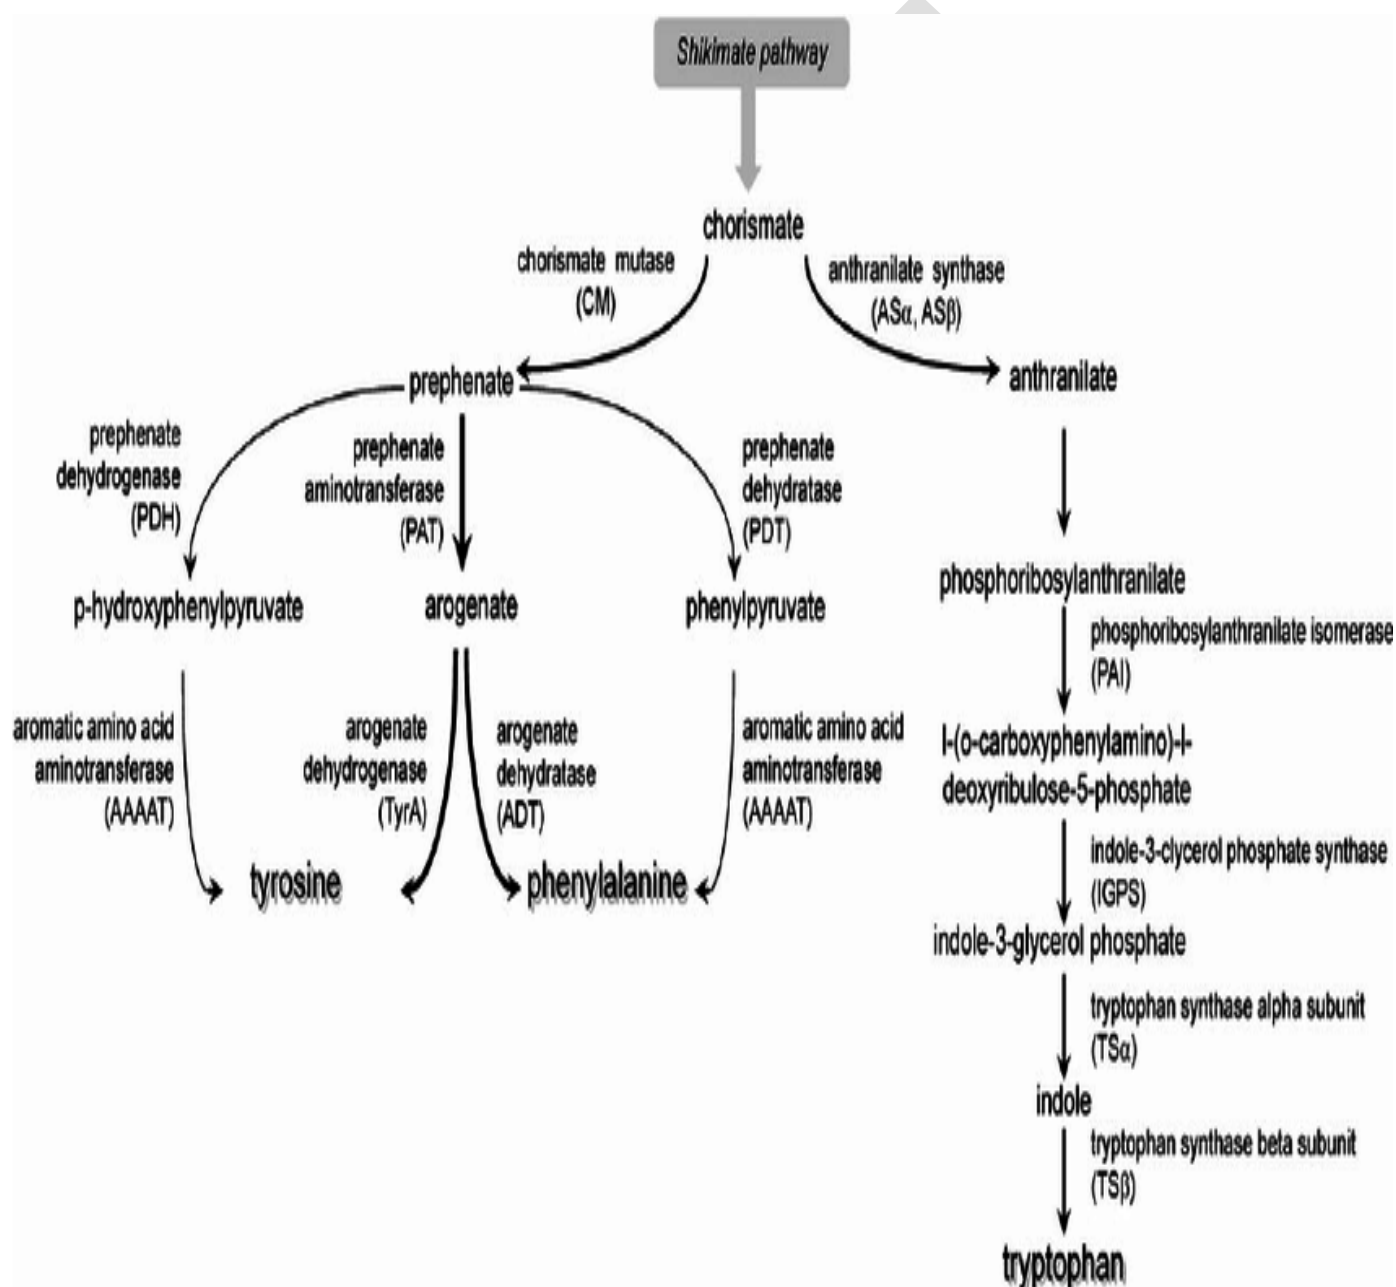 Shikimate pathway
chorismate
chorismate mutase
(CM)
anthranilate synthase
(ASα, ASβ)
prephenate
anthranilate
prephenate
dehydrogenase
(PDH)
prephenate
aminotransferase
(PAT)
prephenate
dehydratase
(PDT)
p-hydroxyphenylpyruvate
arogenate
phenylpyruvate
phosphoribosylanthranilate
phosphoribosylanthranilate isomerase
(PAI)
aromatic amino acid
aminotransferase
(AAAAT)
arogenate
dehydrogenase
(TyrA)
arogenate
dehydratase
(ADT)
aromatic amino acid
aminotransferase
(AAAAT)
l-(o-carboxyphenylamino)-l-
deoxyribulose-5-phosphate
tyrosine
phenylalanine
indole-3-clycerol phosphate synthase
(IGPS)
indole-3-glycerol phosphate
tryptophan synthase alpha subunit
(TSα)
indole
tryptophan synthase beta subunit
(TSβ)
tryptophan